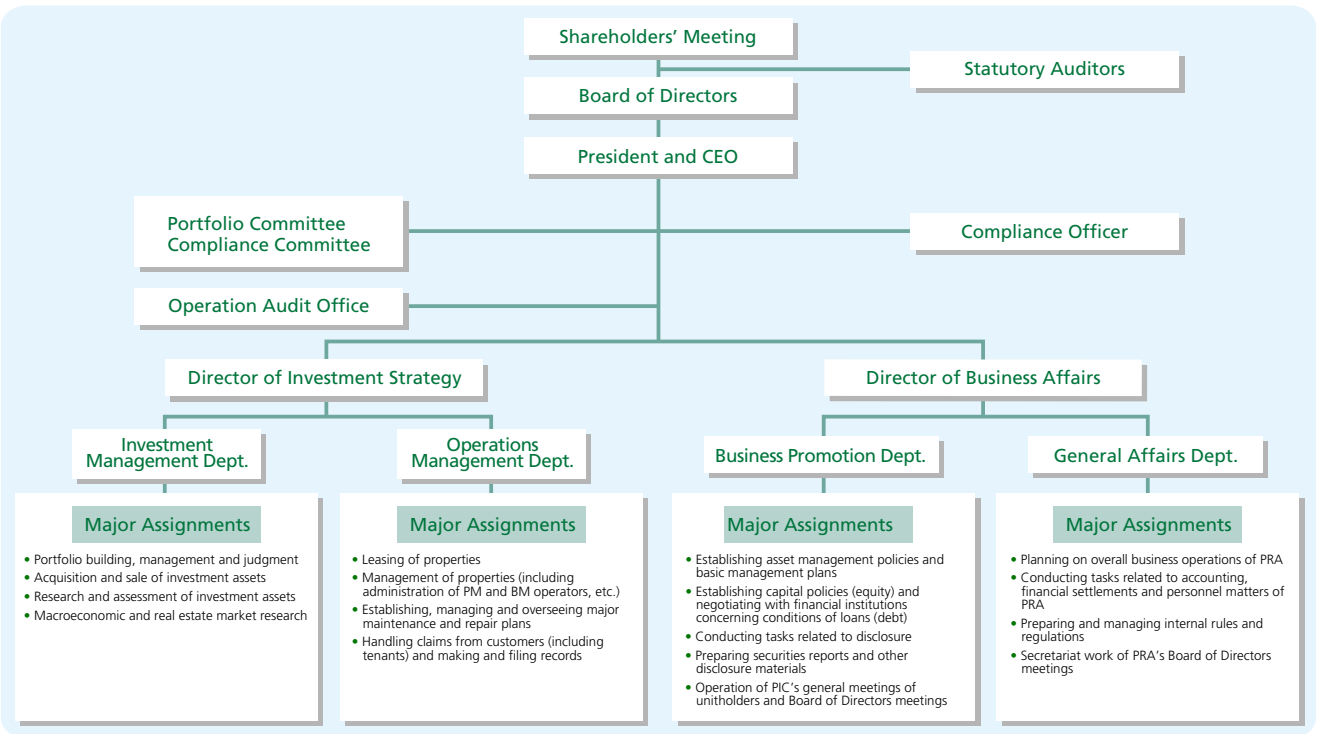 Shareholders’ Meeting
Statutory Auditors
Board of Directors
President and CEO
Portfolio Committee
Compliance Committee
Compliance Officer
Operation Audit Office
Director of Investment Strategy
Director of Business Affairs
Investment
Management Dept.
Operations
Management Dept.
Business Promotion Dept.
General Affairs Dept.
Major Assignments
• Portfolio building, management and judgment
• Acquisition and sale of investment assets
• Research and assessment of investment assets
• Macroeconomic and real estate market research
Major Assignments
• Leasing of properties
• Management of properties (including
administration of PM and BM operators, etc.)
• Establishing, managing and overseeing major
maintenance and repair plans
• Handling claims from customers (including
tenants) and making and filing records
Major Assignments
• Establishing asset management policies and
basic management plans
• Establishing capital policies (equity) and
negotiating with financial institutions
concerning conditions of loans (debt)
• Conducting tasks related to disclosure
• Preparing securities reports and other
disclosure materials
• Operation of PIC’s general meetings of
unitholders and Board of Directors meetings
Major Assignments
• Planning on overall business operations of PRA
• Conducting tasks related to accounting,
financial settlements and personnel matters of
PRA
• Preparing and managing internal rules and
regulations
• Secretariat work of PRA’s Board of Directors
meetings